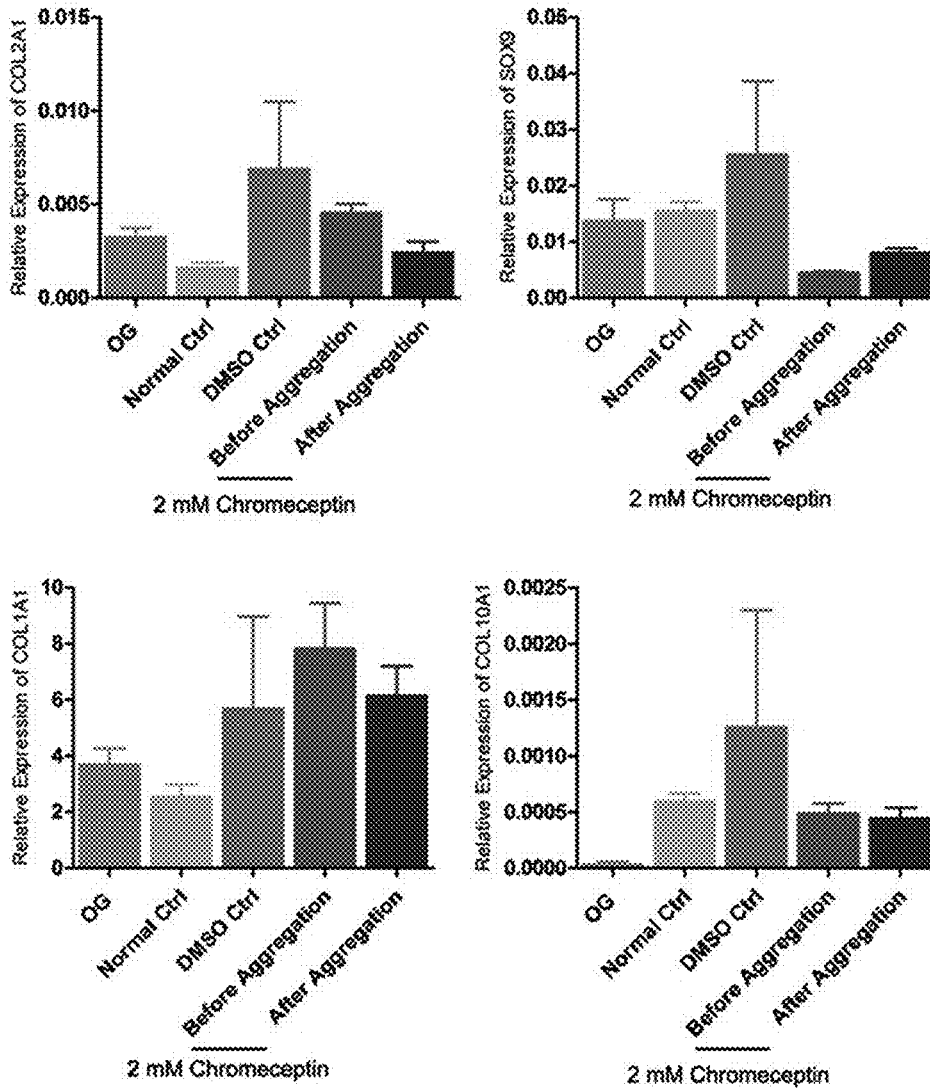 Relative Expression of COL2A1
0.015
0.010
0.005
0.000
OG
Normal Ctrl
DMSO Ctrl
Before Aggregation
After Aggregation
2 mM Chromeceptin
Relative Expression of SOX9
0.05
0.04
0.03
0.02
0.01
0.00
OG
Normal Ctrl
DMSO Ctrl
Before Aggregation
After Aggregation
2 mM Chromeceptin
Relative Expression of COL1A1
10
8
6
4
2
0
OG
Normal Ctrl
DMSO Ctrl
Before Aggregation
After Aggregation
2 mM Chromeceptin
Relative Expression of COL10A1
0.0025
0.0020
0.0015
0.0010
0.0005
0.0000
OG
Normal Ctrl
DMSO Ctrl
Before Aggregation
After Aggregation
2 mM Chromeceptin